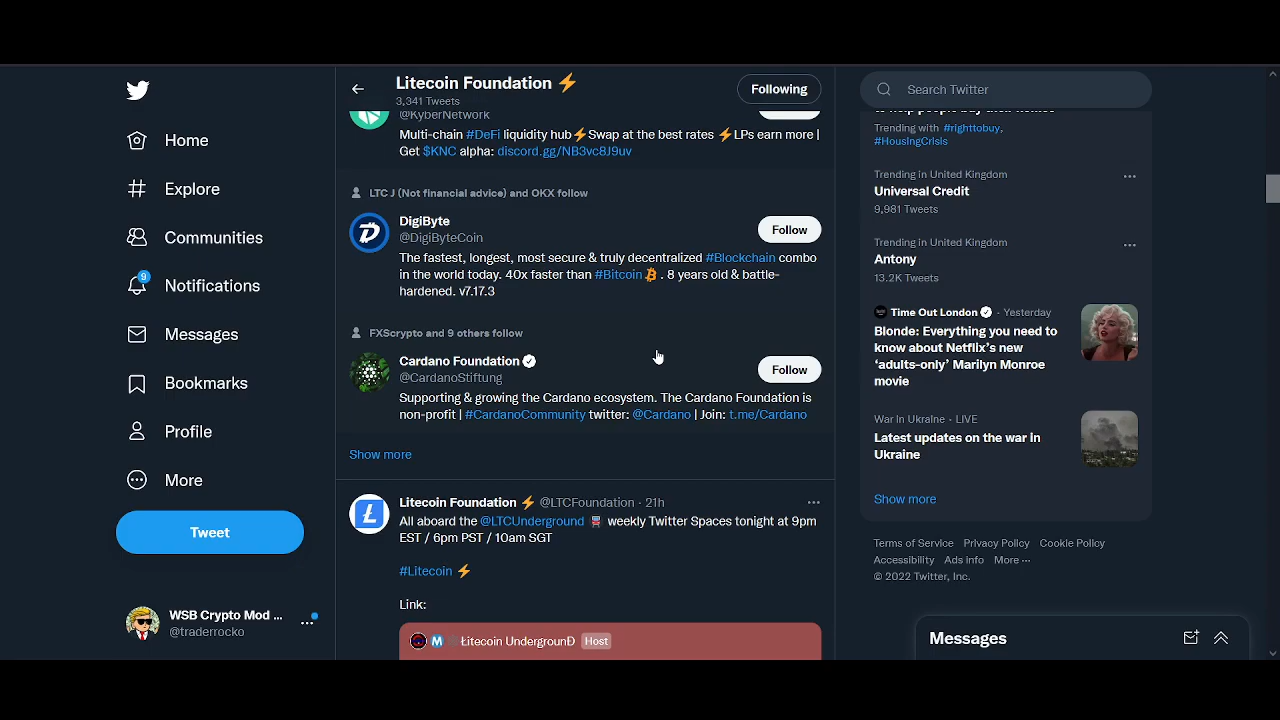 Home
Explore
Communities
9
Notifications
Messages
Bookmarks
Profile
More
Tweet
WSB Crypto Mod ...
@traderrocko
Litecoin Foundation ⚡
3,341 Tweets
Following
@KyberNetwork
Multi-chain #DeFi liquidity hub⚡Swap at the best rates ⚡LPs earn more |
Get $KNC alpha: discord.gg/NB3vc8J9uv
LTC J (Not financial advice) and OKX follow
DigiByte
@DigiByteCoin
Follow
The fastest, longest, most secure & truly decentralized #Blockchain combo
in the world today. 40x faster than #Bitcoin . 8 years old & battle-
hardened. v7.17.3
FXScrypto and 9 others follow
Cardano Foundation
@CardanoStiftung
Follow
Supporting & growing the Cardano ecosystem. The Cardano Foundation is
non-profit | #CardanoCommunity twitter: @Cardano | Join: t.me/Cardano
Show more
Litecoin Foundation ⚡ @LTCFoundation · 21h
All aboard the @LTCUnderground 🚆 weekly Twitter Spaces tonight at 9pm
EST / 6pm PST / 10am SGT
#Litecoin ⚡
Link:
Łitecoin UndergrounĐ Host
Search Twitter
Trending with #righttobuy,
#HousingCrisis
Trending in United Kingdom
Universal Credit
9,981 Tweets
Trending in United Kingdom
Antony
13.2K Tweets
Time Out London · Yesterday
Blonde: Everything you need to
know about Netflix's new
'adults-only' Marilyn Monroe
movie
War in Ukraine · LIVE
Latest updates on the war in
Ukraine
Show more
Terms of Service Privacy Policy Cookie Policy
Accessibility Ads info More ···
© 2022 Twitter, Inc.
Messages